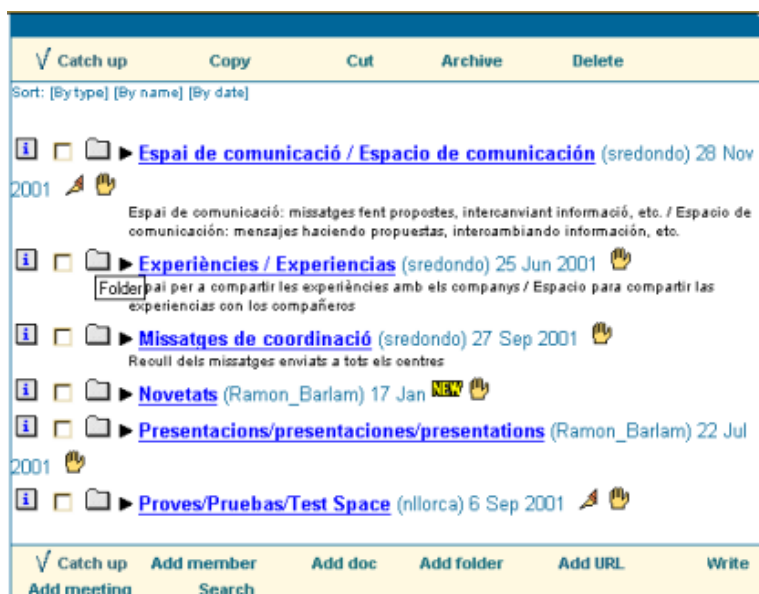 Catch up Copy Cut Archive Delete
Sort: [By type] [By name] [By date]
i Espai de comunicació / Espacio de comunicación (sredondo) 28 Nov
2001
Espai de comunicació: missatges fent propostes, intercanviant informació, etc. / Espacio de
comunicación: mensajes haciendo propuestas, intercambiando información, etc.
i Experiències / Experiencias (sredondo) 25 Jun 2001
Folder pai per a compartir les experiències amb els companys / Espacio para compartir las
experiencias con los compañeros
i Missatges de coordinació (sredondo) 27 Sep 2001
Recull dels missatges enviats a tots els centres
i Novetats (Ramon_Barlam) 17 Jan NEW
i Presentacions/presentaciones/presentations (Ramon_Barlam) 22 Jul
2001
i Proves/Pruebas/Test Space (nllorca) 6 Sep 2001
Catch up Add member Add doc Add folder Add URL Write
Add meeting Search